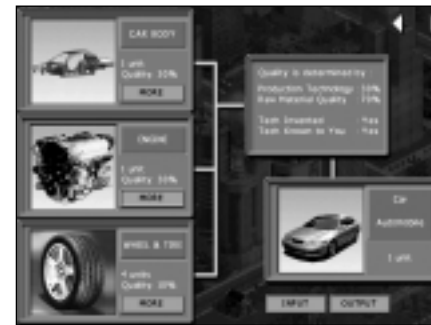 CAR BODY
1 unit
Quality 30%
MORE
ENGINE
1 unit
Quality 30%
MORE
WHEEL & TIRE
4 units
Quality 10%
MORE
Quality is determined by :
Production Technology : 30%
Raw Material Quality : 70%
Tech Invented : Yes
Tech Known to You : Yes
Car
Automobile
1 unit
INPUT
OUTPUT